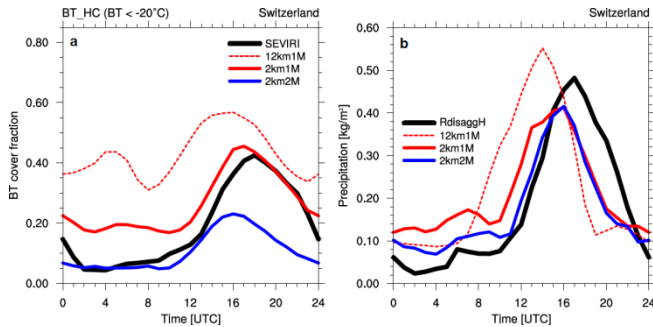 BT_HC (BT < -20°C) Switzerland
a
SEVIRI
12km1M
2km1M
2km2M
BT cover fraction
0.80
0.60
0.40
0.20
0.00
0 4 8 12 16 20 24
Time [UTC]
Switzerland
b
RdisaggH
12km1M
2km1M
2km2M
Precipitation [kg/m²]
0.60
0.50
0.40
0.30
0.20
0.10
0.00
0 4 8 12 16 20 24
Time [UTC]